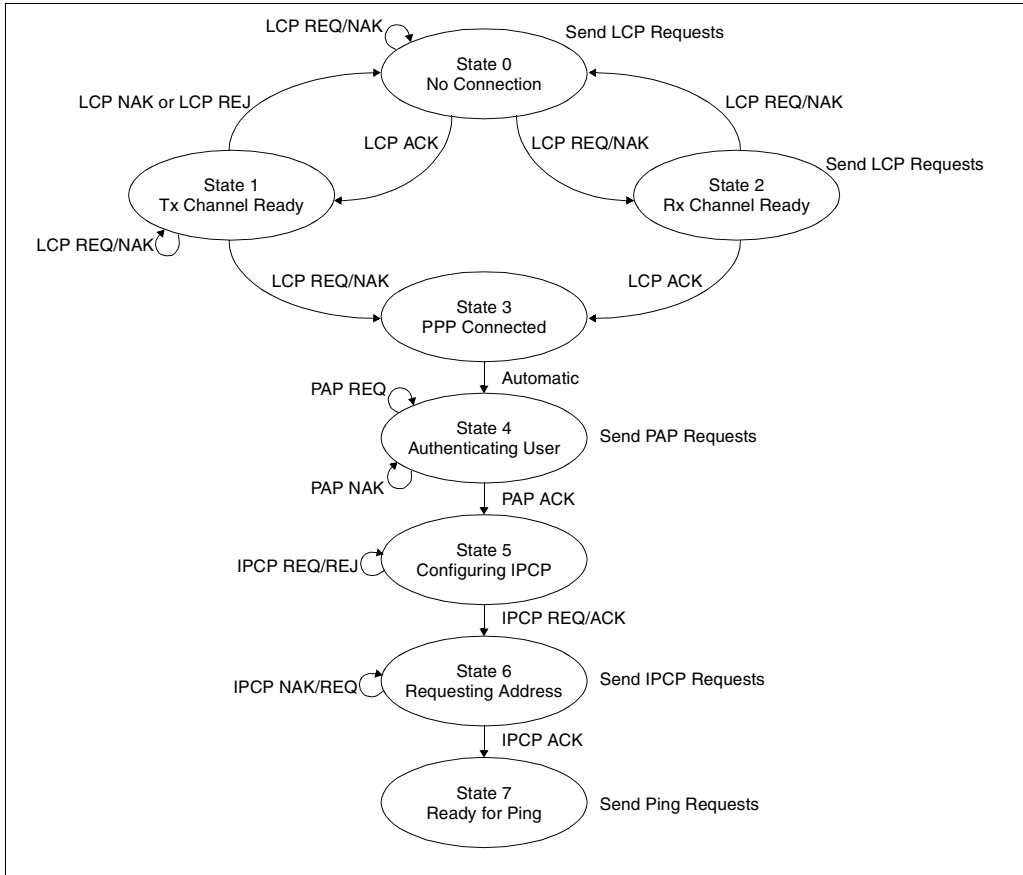 LCP REQ/NAK
Send LCP Requests
State 0
No Connection
LCP NAK or LCP REJ
LCP REQ/NAK
LCP ACK
LCP REQ/NAK
Send LCP Requests
State 1
Tx Channel Ready
State 2
Rx Channel Ready
LCP REQ/NAK
LCP REQ/NAK
LCP ACK
State 3
PPP Connected
Automatic
PAP REQ
State 4
Authenticating User
Send PAP Requests
PAP NAK
PAP ACK
State 5
Configuring IPCP
IPCP REQ/REJ
IPCP REQ/ACK
State 6
Requesting Address
Send IPCP Requests
IPCP NAK/REQ
IPCP ACK
State 7
Ready for Ping
Send Ping Requests